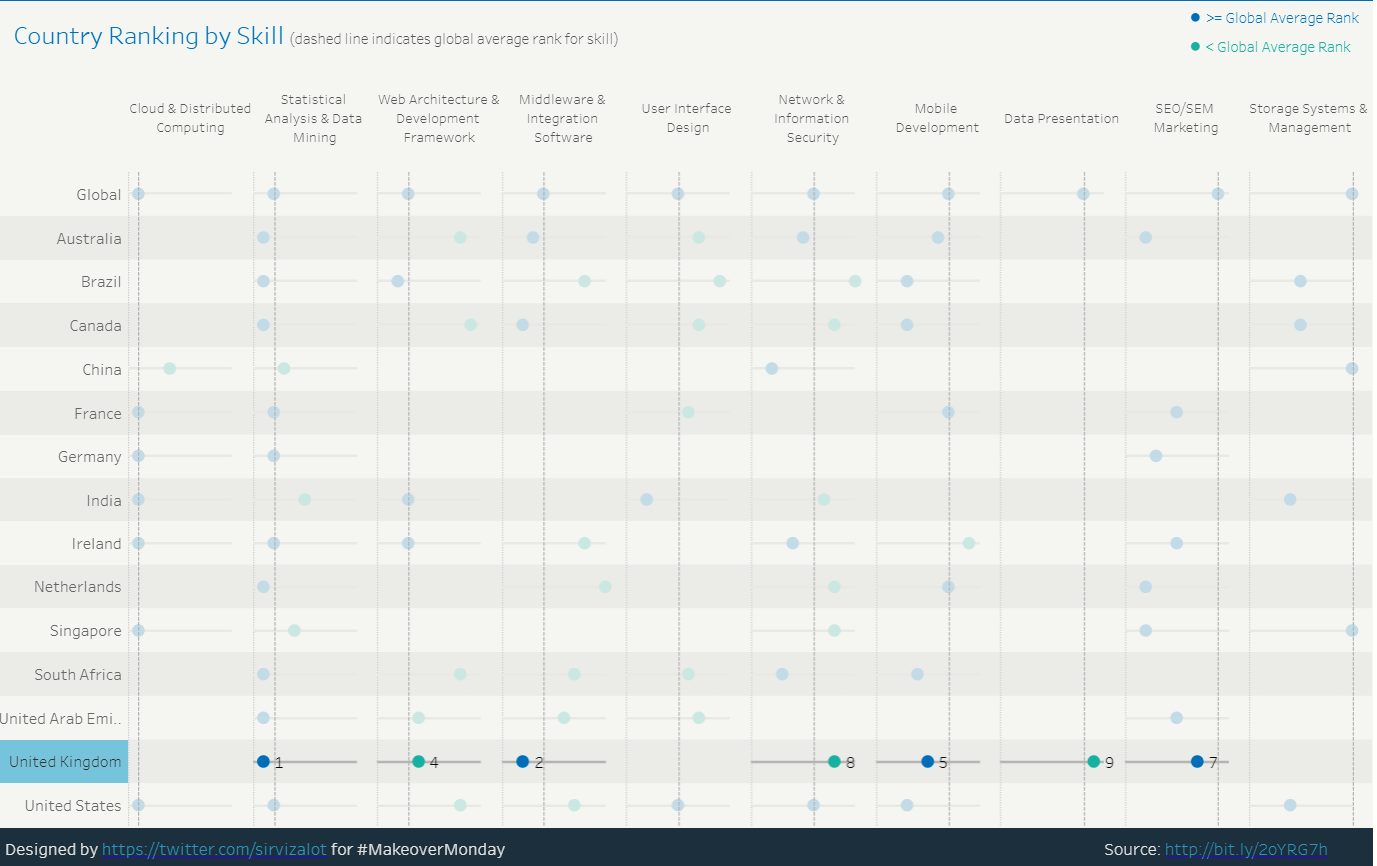 Country Ranking by Skill (dashed line indicates global average rank for skill)
>= Global Average Rank
< Global Average Rank
Cloud & Distributed
Computing
Statistical
Analysis & Data
Mining
Web Architecture &
Development
Framework
Middleware &
Integration
Software
User Interface
Design
Network &
Information
Security
Mobile
Development
Data Presentation
SEO/SEM
Marketing
Storage Systems &
Management
Global
Australia
Brazil
Canada
China
France
Germany
India
Ireland
Netherlands
Singapore
South Africa
United Arab Emi..
United Kingdom 1 4 2 8 5 9 7
United States
Designed by https://twitter.com/sirvizalot for #MakeoverMonday
Source: http://bit.ly/2oYRG7h